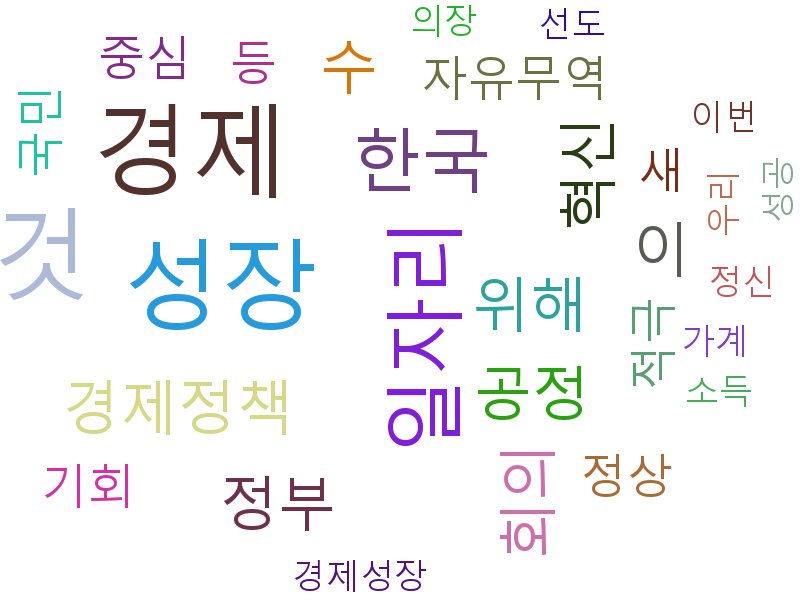 의장
선도
중심
등
수
자유무역
국민
경제
한국
혁신
이번
새
우리
성공
것
성장
일자리
위해
이
정신
적극
가계
소득
경제정책
공정
기회
정부
회의
정상
경제성장